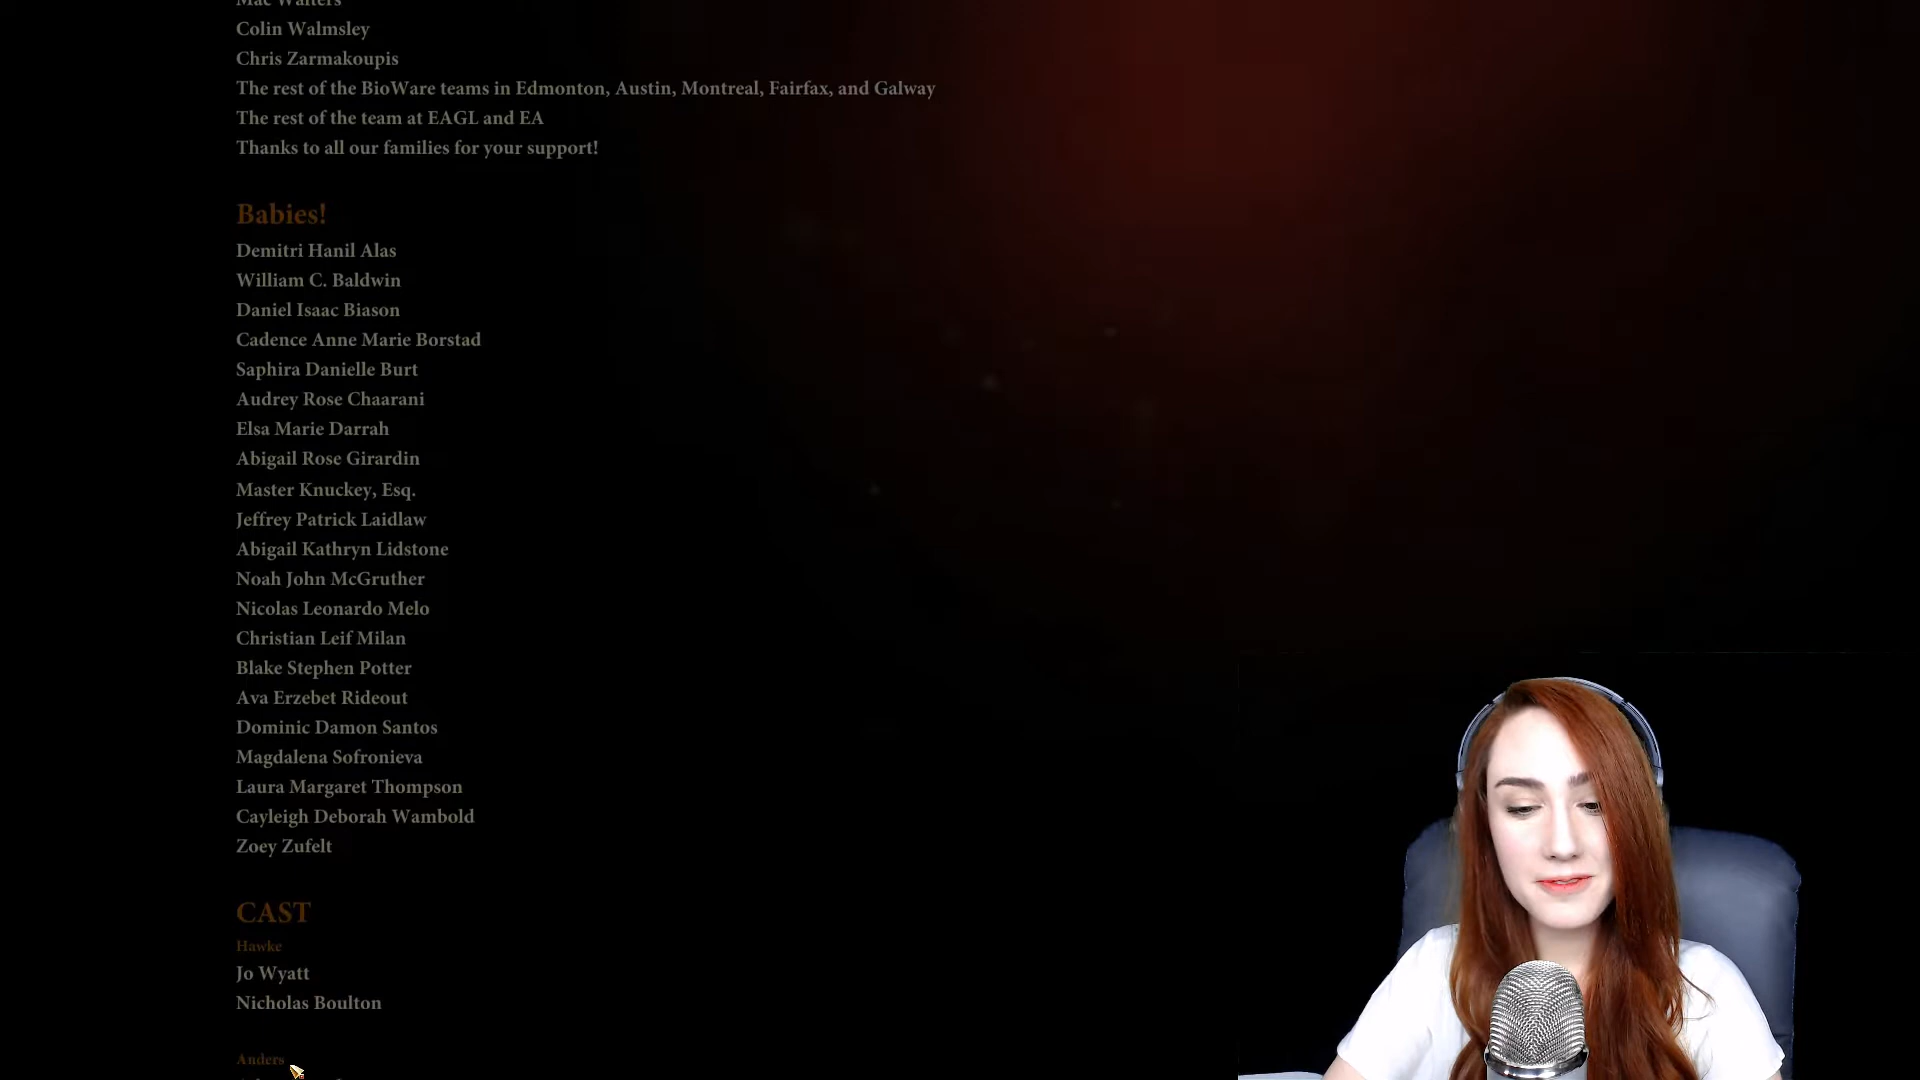 Mac Walters
Colin Walmsley
Chris Zarmakoupis
The rest of the BioWare teams in Edmonton, Austin, Montreal, Fairfax, and Galway
The rest of the team at EAGL and EA
Thanks to all our families for your support!
Babies!
Demitri Hanil Alas
William C. Baldwin
Daniel Isaac Biason
Cadence Anne Marie Borstad
Saphira Danielle Burt
Audrey Rose Chaarani
Elsa Marie Darrah
Abigail Rose Girardin
Master Knuckey, Esq.
Jeffrey Patrick Laidlaw
Abigail Kathryn Lidstone
Noah John McGruther
Nicolas Leonardo Melo
Christian Leif Milan
Blake Stephen Potter
Ava Erzebet Rideout
Dominic Damon Santos
Magdalena Sofronieva
Laura Margaret Thompson
Cayleigh Deborah Wambold
Zoey Zufelt
CAST
Hawke
Jo Wyatt
Nicholas Boulton
Anders